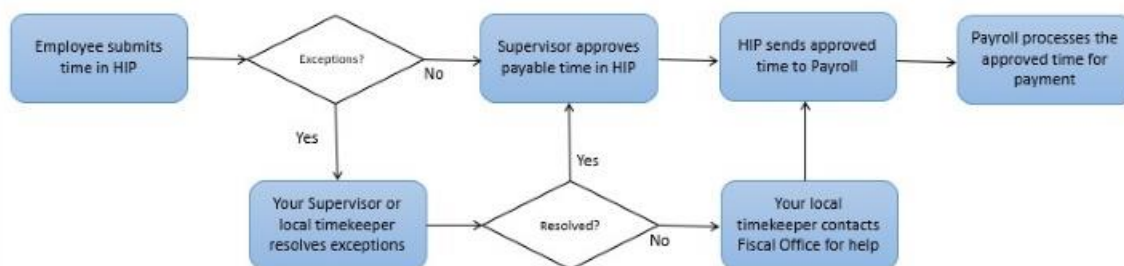 Employee submits
time in HIP
Exceptions?
No
Supervisor approves
payable time in HIP
HIP sends approved
time to Payroll
Payroll processes the
approved time for
payment
Yes
Yes
Your Supervisor or
local timekeeper
resolves exceptions
Resolved?
No
Your local
timekeeper contacts
Fiscal Office for help